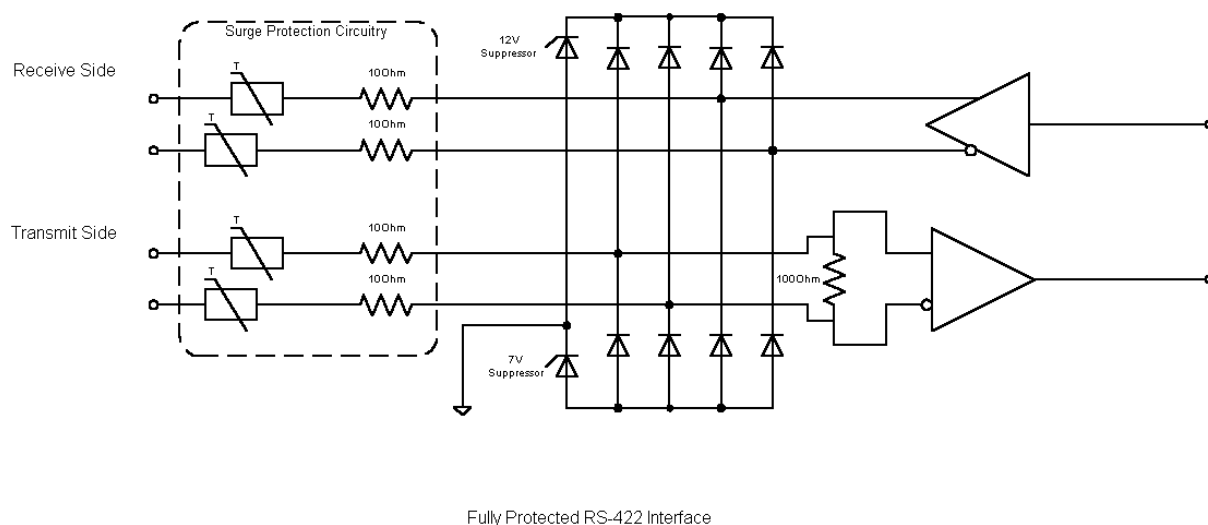 Surge Protection Circuitry
12V
Suppressor
Receive Side
T
10Ohm
T
10Ohm
Transmit Side
T
10Ohm
T
10Ohm
100Ohm
7V
Suppressor
Fully Protected RS-422 Interface